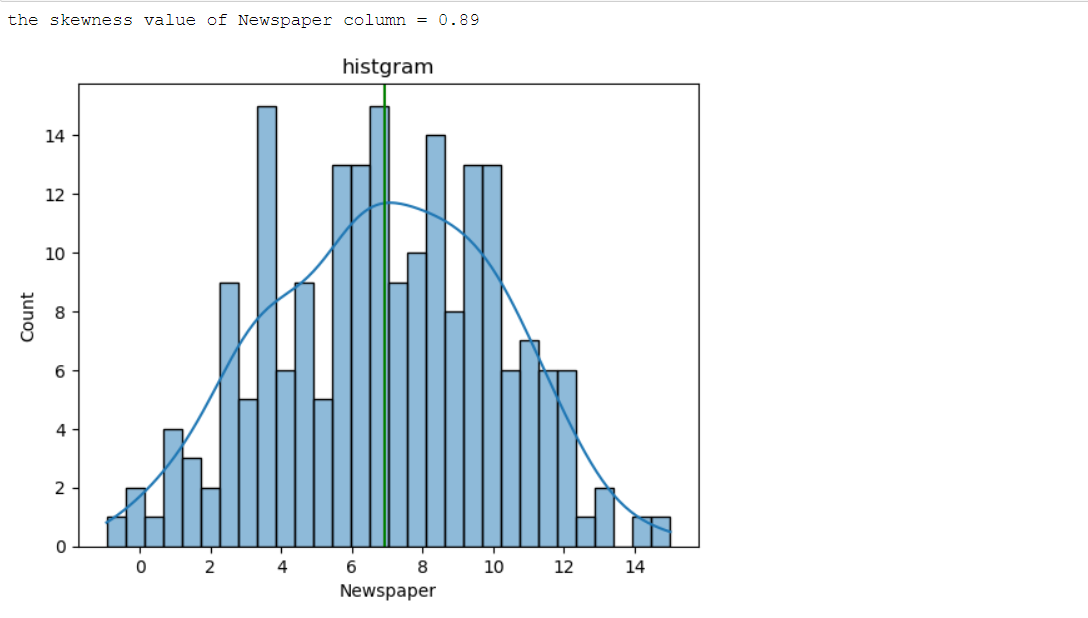 the skewness value of Newspaper column = 0.89
histgram
14
12
10
8
6
4
2
0
Count
0 2 4 6 8 10 12 14
Newspaper